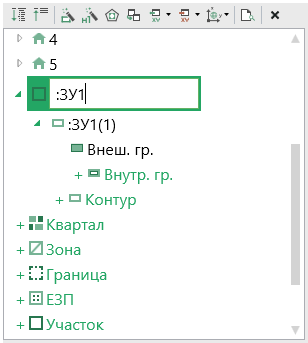 4
5
:ЗУ1
:ЗУ1(1)
Внеш. гр.
+ Внутр. гр.
+ Контур
+ Квартал
+ Зона
+ Граница
+ ЕЗП
+ Участок